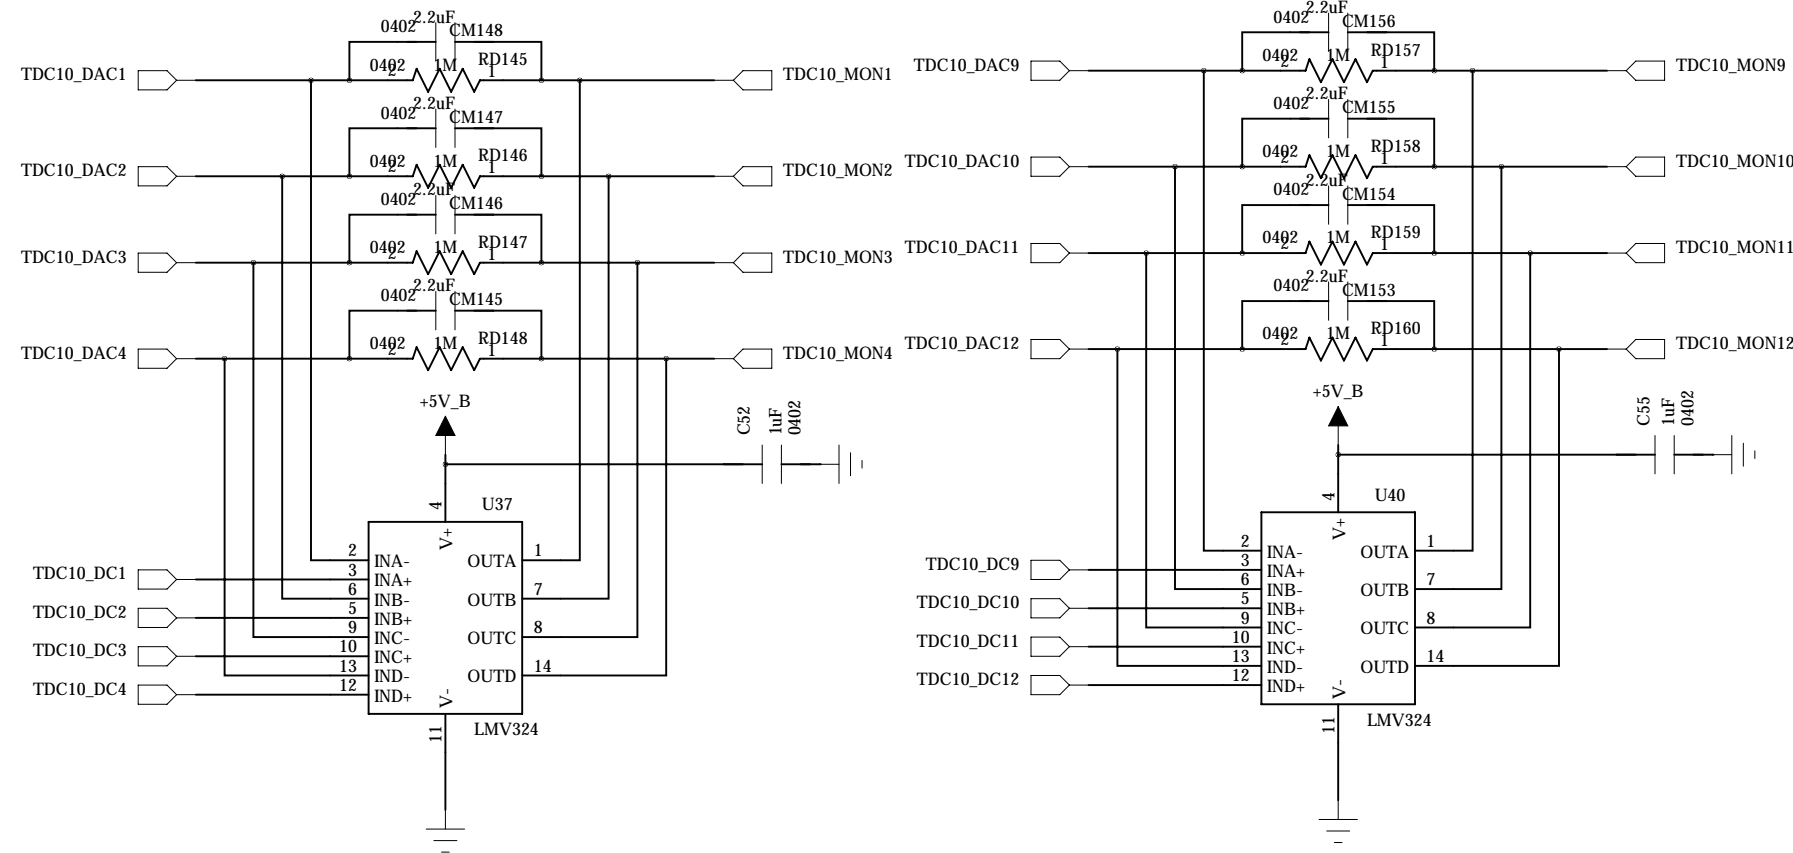 0402 2.2uF CM148
TDC10_DAC1 0402 2 1M RD145 1 TDC10_MON1
0402 2.2uF CM147
TDC10_DAC2 0402 2 1M RD146 1 TDC10_MON2
0402 2.2uF CM146
TDC10_DAC3 0402 2 1M RD147 1 TDC10_MON3
0402 2.2uF CM145
TDC10_DAC4 0402 2 1M RD148 1 TDC10_MON4
+5V_B
C52 1uF 0402
4 U37
V+
2 INA- OUTA 1
TDC10_DC1 3 INA+
6 INB- OUTB 7
TDC10_DC2 5 INB+
9 INC- OUTC 8
TDC10_DC3 10 INC+
13 IND- OUTD 14
TDC10_DC4 12 IND+
V-
11 LMV324
0402 2.2uF CM156
TDC10_DAC9 0402 2 1M RD157 1 TDC10_MON9
0402 2.2uF CM155
TDC10_DAC10 0402 2 1M RD158 1 TDC10_MON10
0402 2.2uF CM154
TDC10_DAC11 0402 2 1M RD159 1 TDC10_MON11
0402 2.2uF CM153
TDC10_DAC12 0402 2 1M RD160 1 TDC10_MON12
+5V_B
C55 1uF 0402
4 U40
V+
2 INA- OUTA 1
TDC10_DC9 3 INA+
6 INB- OUTB 7
TDC10_DC10 5 INB+
9 INC- OUTC 8
TDC10_DC11 10 INC+
13 IND- OUTD 14
TDC10_DC12 12 IND+
V-
11 LMV324